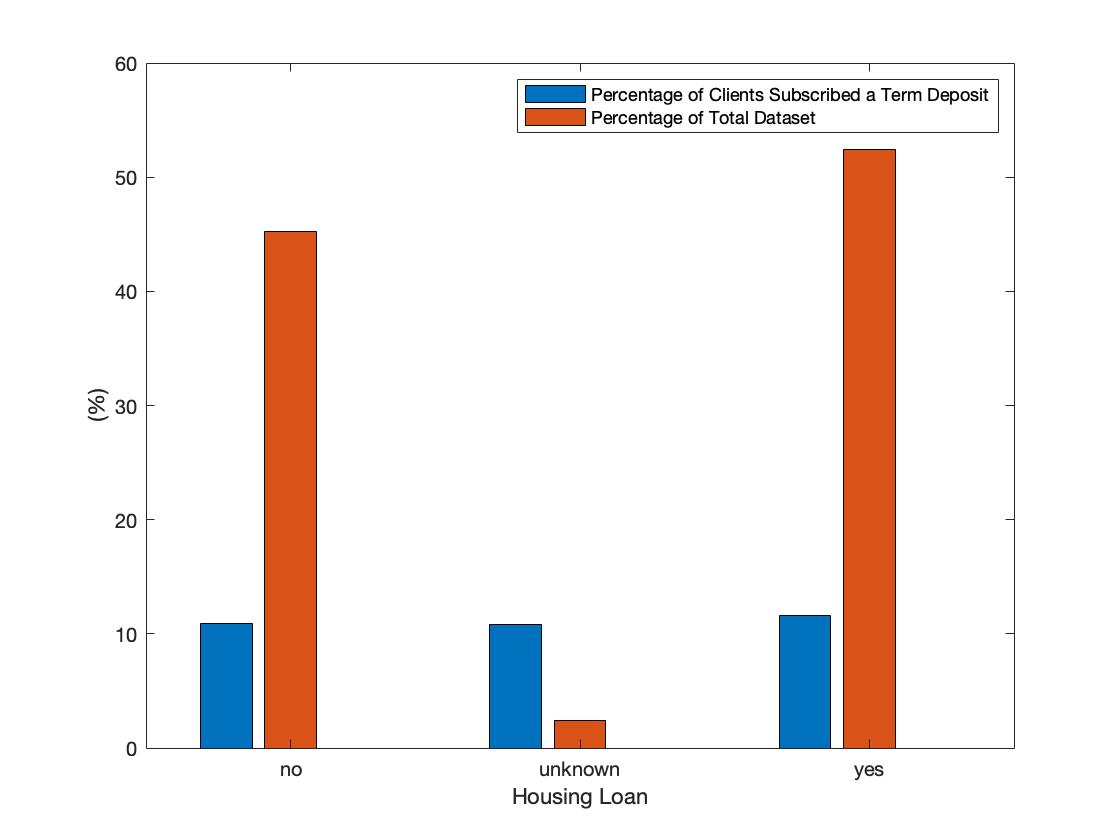 Percentage of Clients Subscribed a Term Deposit
Percentage of Total Dataset
60
50
40
30
20
10
0
(%)
no unknown yes
Housing Loan